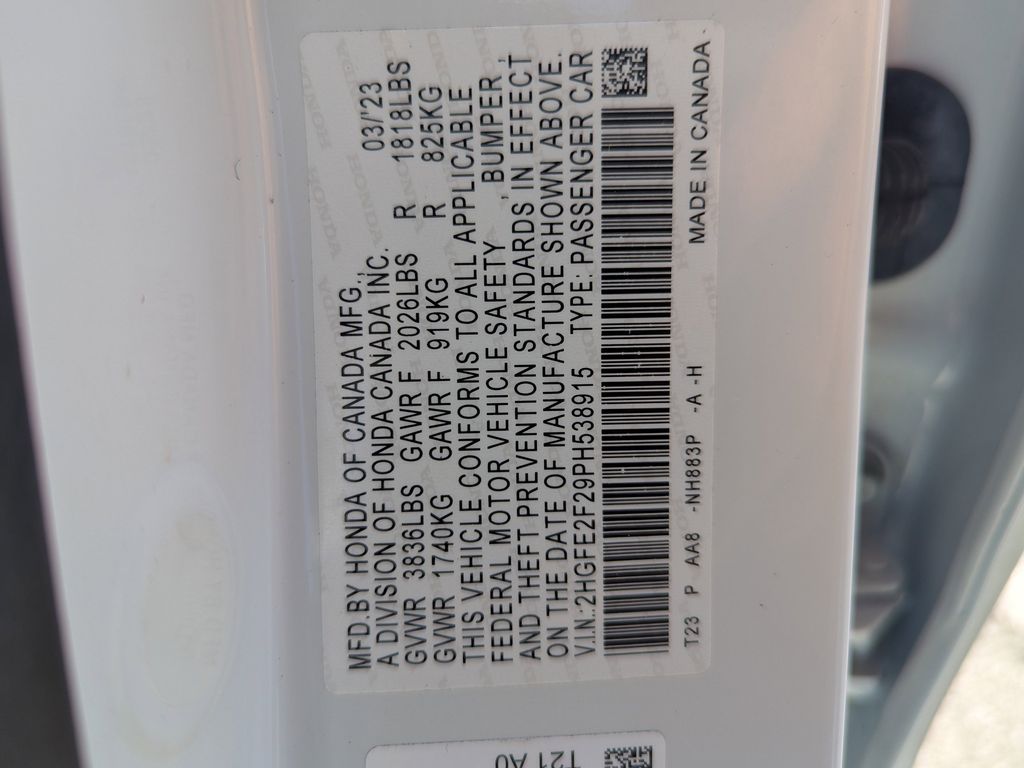 MFD.BY HONDA OF CANADA MFG., 03/'23
A DIVISION OF HONDA CANADA INC.
GVWR 3836LBS GAWR F 2026LBS R 1818LBS
GVWR 1740KG GAWR F 919KG R 825KG
THIS VEHICLE CONFORMS TO ALL APPLICABLE
FEDERAL MOTOR VEHICLE SAFETY , BUMPER ,
AND THEFT PREVENTION STANDARDS IN EFFECT
ON THE DATE OF MANUFACTURE SHOWN ABOVE.
V.I.N:2HGFE2F29PH538915 TYPE: PASSENGER CAR
T23 P AA8 -NH883P -A -H MADE IN CANADA
T21